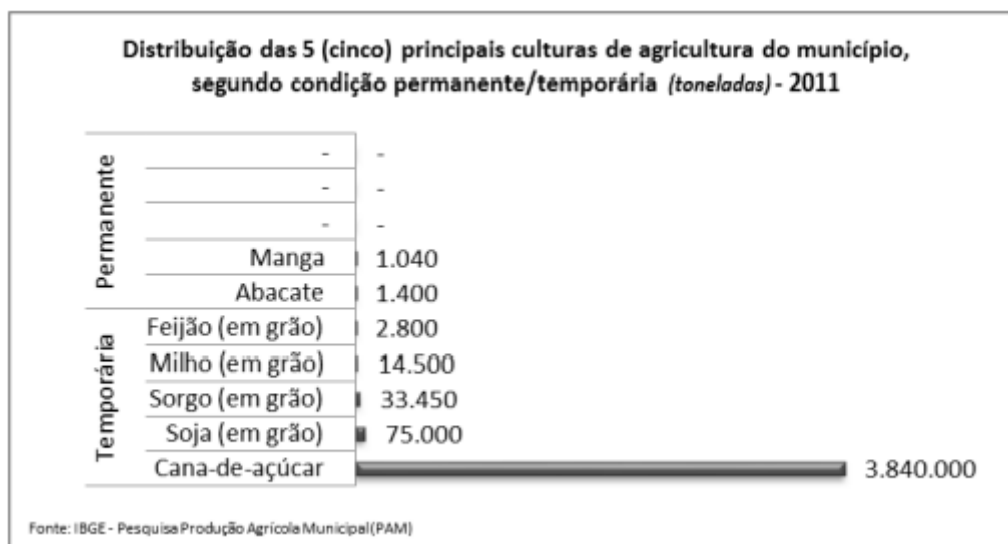 Distribuição das 5 (cinco) principais culturas de agricultura do município,
segundo condição permanente/temporária (toneladas) - 2011
Permanente
- -
- -
- -
Manga 1.040
Abacate 1.400
Temporária
Feijão (em grão) 2.800
Milho (em grão) 14.500
Sorgo (em grão) 33.450
Soja (em grão) 75.000
Cana-de-açúcar 3.840.000
Fonte: IBGE - Pesquisa Produção Agrícola Municipal (PAM)